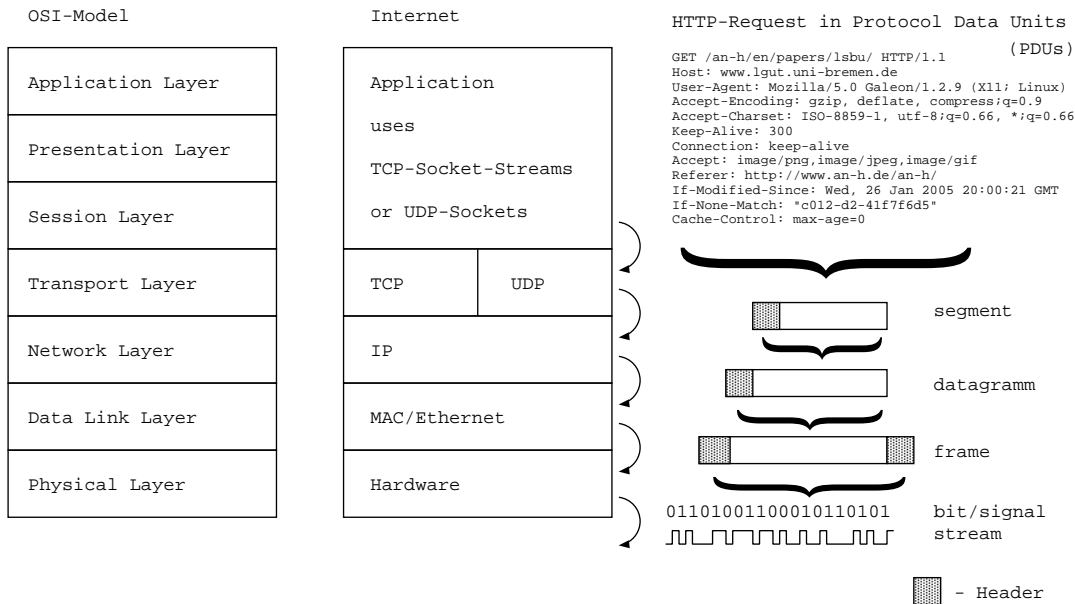 OSI-Model
Application Layer
Presentation Layer
Session Layer
Transport Layer
Network Layer
Data Link Layer
Physical Layer
Internet
Application
uses
TCP-Socket-Streams
or UDP-Sockets
TCP
UDP
IP
MAC/Ethernet
Hardware
HTTP-Request in Protocol Data Units
(PDUs)
GET /an-h/en/papers/lsbu/ HTTP/1.1
Host: www.lgut.uni-bremen.de
User-Agent: Mozilla/5.0 Galeon/1.2.9 (X11; Linux)
Accept-Encoding: gzip, deflate, compress;q=0.9
Accept-Charset: ISO-8859-1, utf-8;q=0.66, *;q=0.66
Keep-Alive: 300
Connection: keep-alive
Accept: image/png,image/jpeg,image/gif
Referer: http://www.an-h.de/an-h/
If-Modified-Since: Wed, 26 Jan 2005 20:00:21 GMT
If-None-Match: "c012-d2-41f7f6d5"
Cache-Control: max-age=0
segment
datagramm
frame
01101001100010110101
bit/signal
stream
- Header